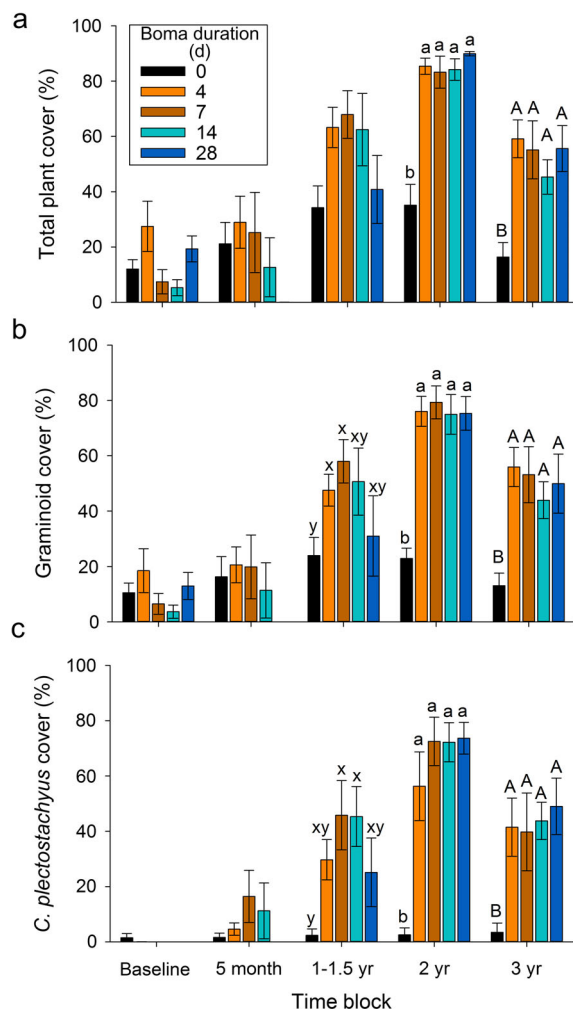 a
Boma duration
(d)
0
4
7
14
28
Total plant cover (%)
100
80
60
40
20
0
b
a a a a
B
A A A A
b
Graminoid cover (%)
100
80
60
40
20
0
y x x xy xy
b a a a a
B A A A A
c
C. plectostachyus cover (%)
100
80
60
40
20
0
y xy x x xy
b a a a a
B A A A A
Baseline 5 month 1-1.5 yr 2 yr 3 yr
Time block